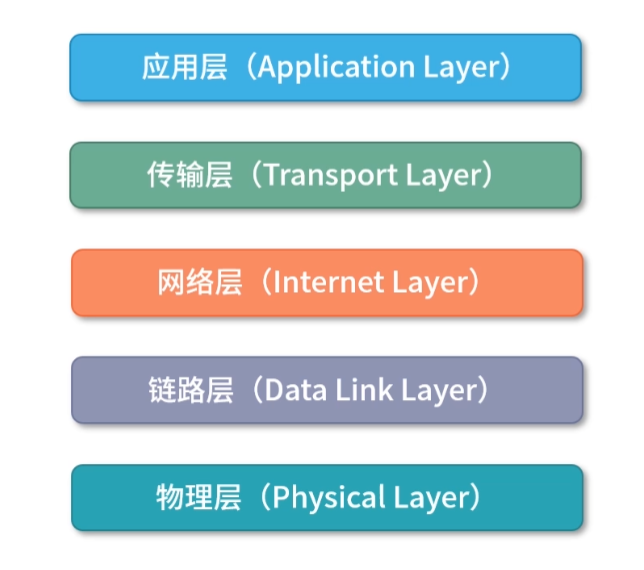 应用层（Application Layer）
传输层（Transport Layer）
网络层（Internet Layer）
链路层（Data Link Layer）
物理层（Physical Layer）